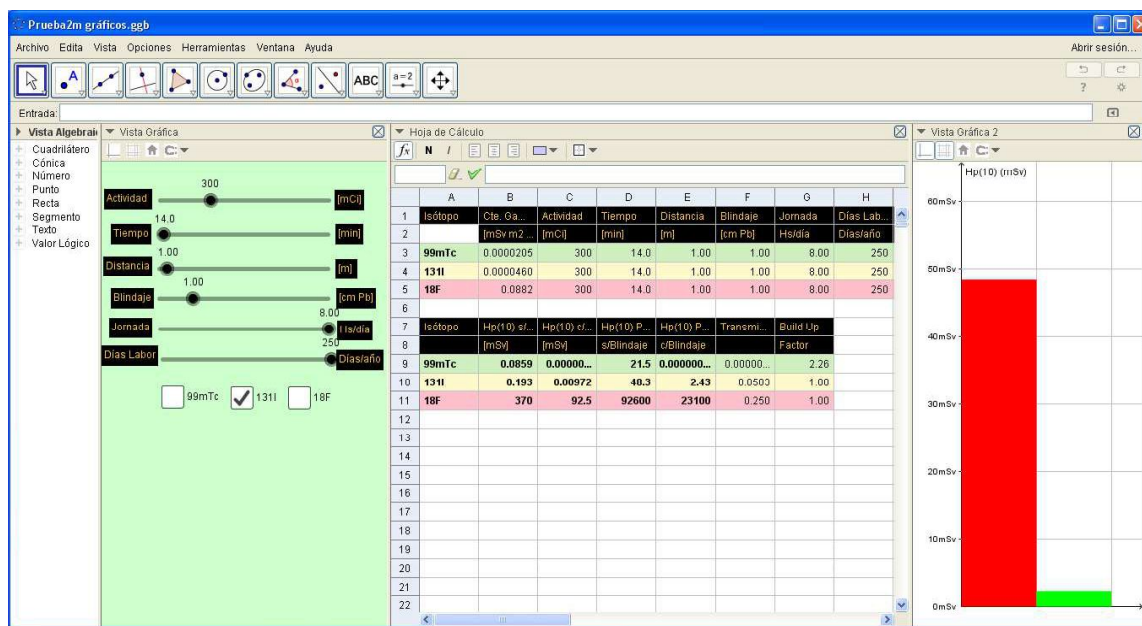 Prueba2m gráficos.ggb
Archivo Edita Vista Opciones Herramientas Ventana Ayuda Abrir sesión...
ABC a=2
Entrada:
Vista Algebrai
Cuadrilátero
Cónica
Número
Punto
Recta
Segmento
Texto
Valor Lógico
Vista Gráfica
Actividad 300 [mCi]
Tiempo 14.0 [min]
Distancia 1.00 [m]
Blindaje 1.00 [cm Pb]
Jornada 8.00 Hs/día
Días Labor 250 Días/año
99mTc 131I 18F
Hoja de Cálculo
N I
A B C D E F G H
1 Isótopo Cte. Ga... Actividad Tiempo Distancia Blindaje Jornada Días Lab...
2 [mSv m2 ... [mCi] [min] [m] [cm Pb] Hs/día Días/año
3 99mTc 0.0000205 300 14.0 1.00 1.00 8.00 250
4 131I 0.0000460 300 14.0 1.00 1.00 8.00 250
5 18F 0.0882 300 14.0 1.00 1.00 8.00 250
6
7 Isótopo Hp(10) s/... Hp(10) c/... Hp(10) P... Hp(10) P... Transmi... Build Up
8 [mSv] [mSv] s/Blindaje c/Blindaje Factor
9 99mTc 0.0859 0.00000... 21.5 0.000000... 0.00000... 2.26
10 131I 0.193 0.00972 40.3 2.43 0.0503 1.00
11 18F 370 92.5 92600 23100 0.250 1.00
12
13
14
15
16
17
18
19
20
21
22
Vista Gráfica 2
Hp(10) (mSv)
60mSv
50mSv
40mSv
30mSv
20mSv
10mSv
0mSv